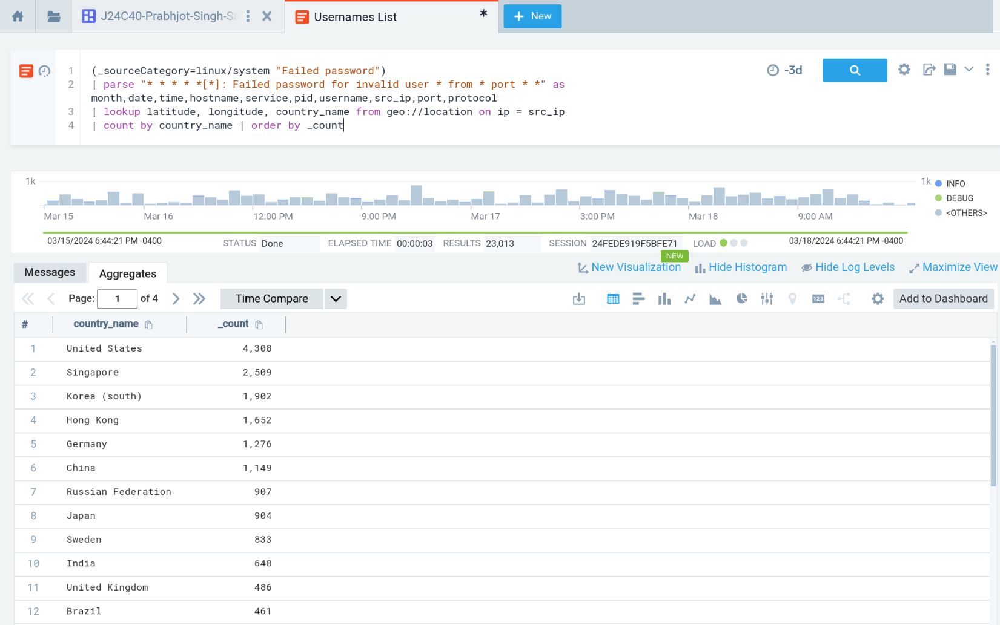 J24C40-Prabhjot-Singh-Sa
Usernames List
*
+ New
1 (_sourceCategory=linux/system "Failed password")
2 | parse "* * * * *[*]: Failed password for invalid user * from * port * *" as
month,date,time,hostname,service,pid,username,src_ip,port,protocol
3 | lookup latitude, longitude, country_name from geo://location on ip = src_ip
4 | count by country_name | order by _count
-3d
1k 1k
INFO
DEBUG
<OTHERS>
Mar 15 Mar 16 12:00 PM 9:00 PM Mar 17 3:00 PM Mar 18 9:00 AM
03/15/2024 6:44:21 PM -0400 STATUS Done ELAPSED TIME 00:00:03 RESULTS 23,013 SESSION 24FEDE919F5BFE71 LOAD 03/18/2024 6:44:21 PM -0400
NEW
Messages Aggregates New Visualization Hide Histogram Hide Log Levels Maximize View
Page: 1 of 4 Time Compare 123 Add to Dashboard
# country_name _count
1 United States 4,308
2 Singapore 2,509
3 Korea (south) 1,902
4 Hong Kong 1,652
5 Germany 1,276
6 China 1,149
7 Russian Federation 907
8 Japan 904
9 Sweden 833
10 India 648
11 United Kingdom 486
12 Brazil 461